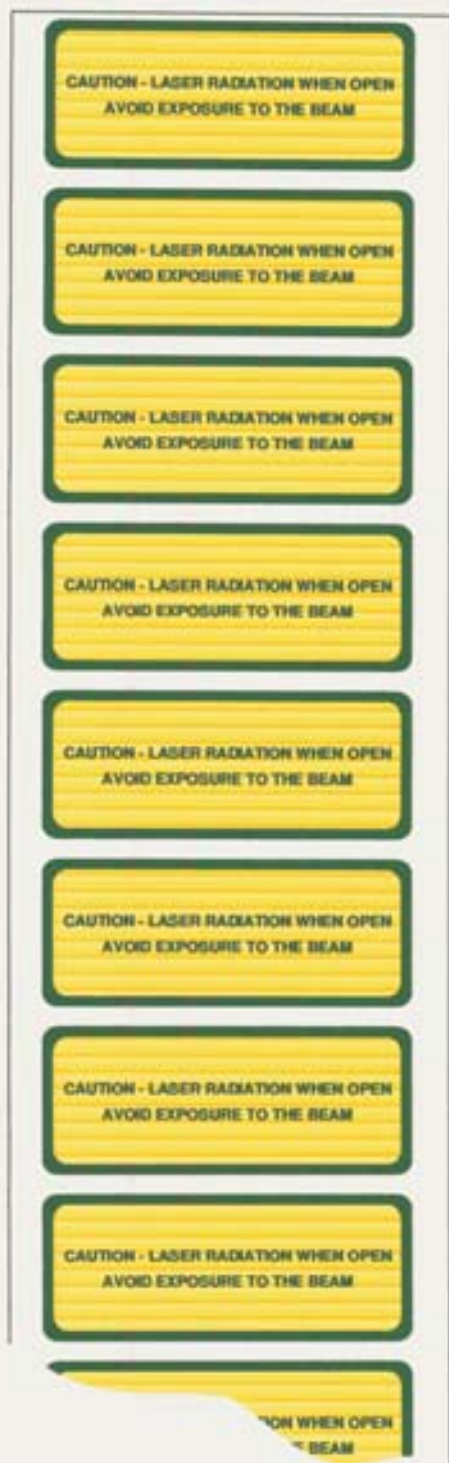 CAUTION - LASER RADIATION WHEN OPEN
AVOID EXPOSURE TO THE BEAM
CAUTION - LASER RADIATION WHEN OPEN
AVOID EXPOSURE TO THE BEAM
CAUTION - LASER RADIATION WHEN OPEN
AVOID EXPOSURE TO THE BEAM
CAUTION - LASER RADIATION WHEN OPEN
AVOID EXPOSURE TO THE BEAM
CAUTION - LASER RADIATION WHEN OPEN
AVOID EXPOSURE TO THE BEAM
CAUTION - LASER RADIATION WHEN OPEN
AVOID EXPOSURE TO THE BEAM
CAUTION - LASER RADIATION WHEN OPEN
AVOID EXPOSURE TO THE BEAM
CAUTION - LASER RADIATION WHEN OPEN
AVOID EXPOSURE TO THE BEAM
WHEN OPEN
BEAM